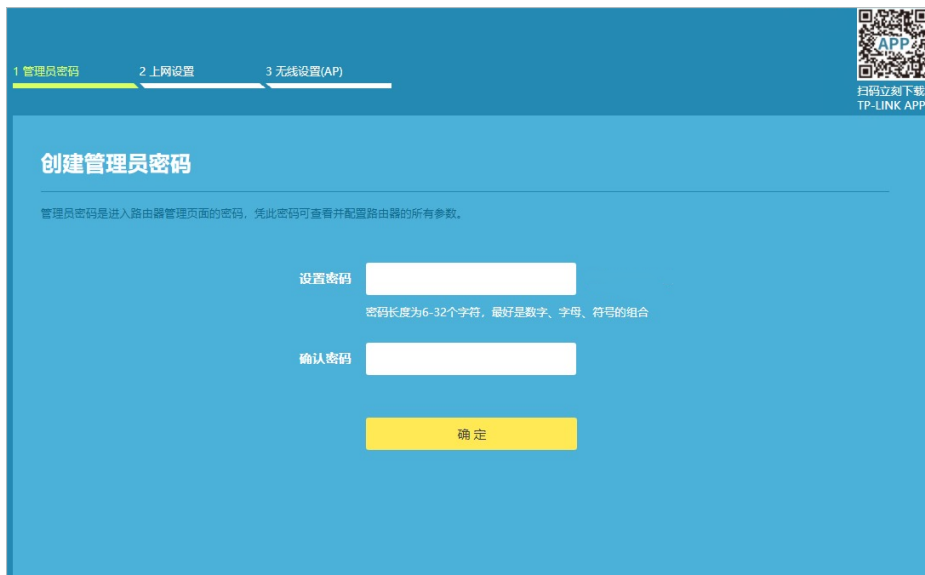 APP
扫码立刻下载
TP-LINK APP
1 管理员密码 2 上网设置 3 无线设置(AP)
创建管理员密码
管理员密码是进入路由器管理页面的密码，凭此密码可查看并配置路由器的所有参数。
设置密码
密码长度为6-32个字符，最好是数字、字母、符号的组合
确认密码
确 定